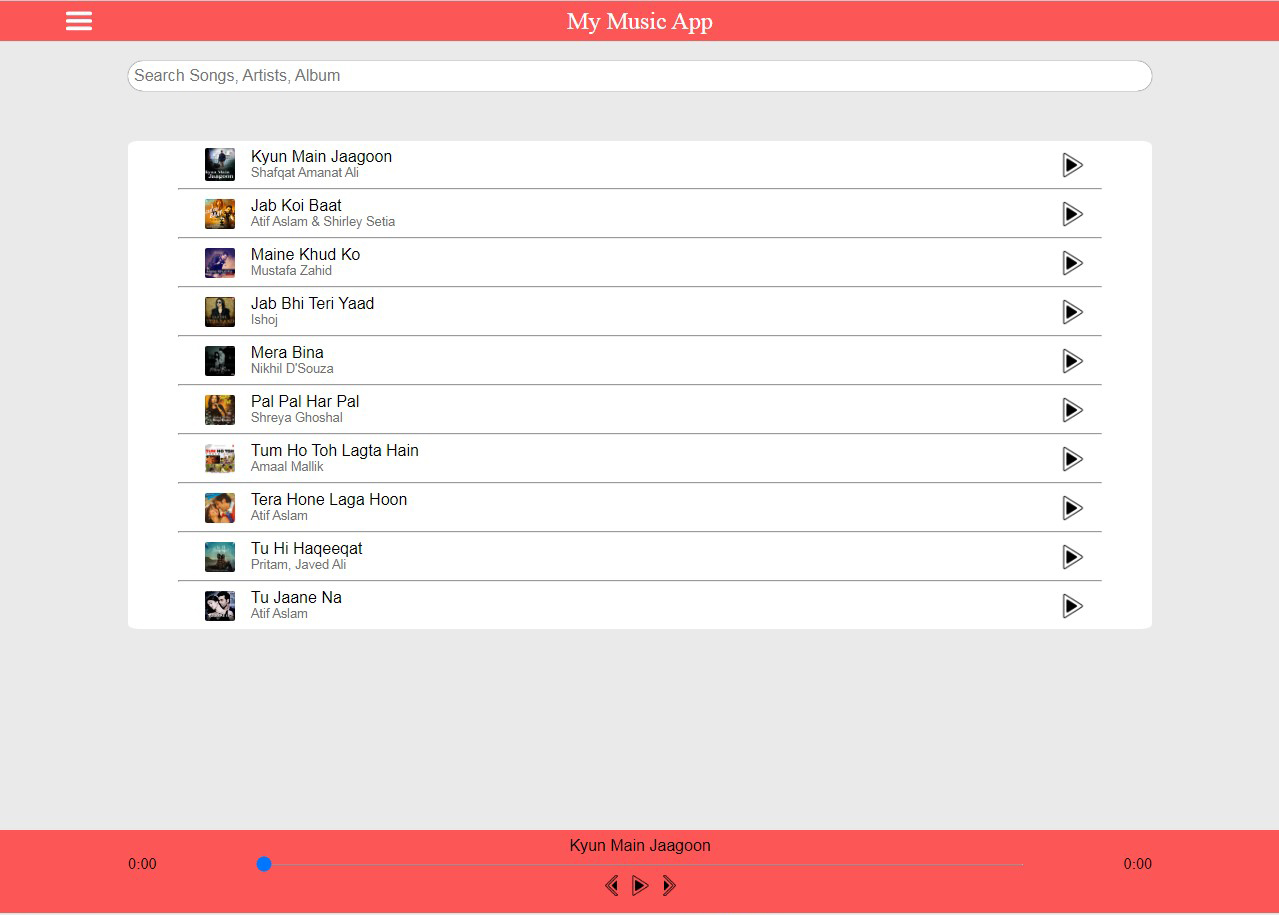 My Music App
Search Songs, Artists, Album
Kyun Main Jaagoon
Shafqat Amanat Ali
Jab Koi Baat
Atif Aslam & Shirley Setia
Maine Khud Ko
Mustafa Zahid
Jab Bhi Teri Yaad
Ishoj
Mera Bina
Nikhil D'Souza
Pal Pal Har Pal
Shreya Ghoshal
Tum Ho Toh Lagta Hain
Amaal Mallik
Tera Hone Laga Hoon
Atif Aslam
Tu Hi Haqeeqat
Pritam, Javed Ali
Tu Jaane Na
Atif Aslam
Kyun Main Jaagoon
0:00
0:00